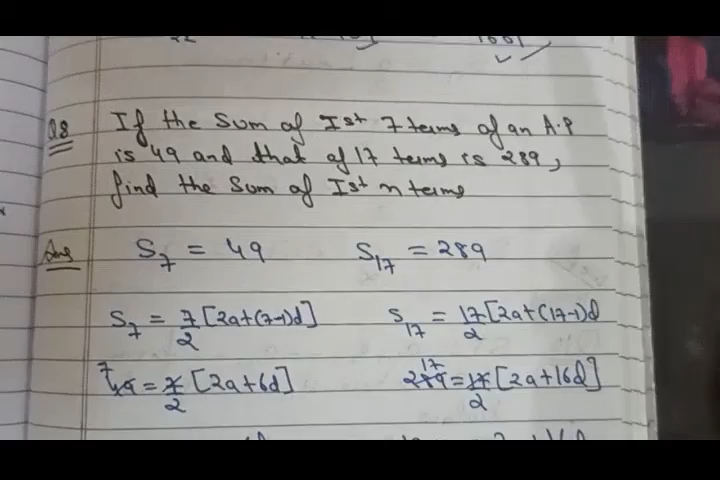 Q8 If the Sum of Ist 7 terms of an A.P
is 49 and that of 17 terms is 289,
find the Sum of Ist n terms
Ans S₇ = 49 S₁₇ = 289
S₇ = 7/2 [2a+(7-1)d] S₁₇ = 17/2 [2a+(17-1)d
7 49 = 7/2 [2a+6d] 17 289 = 17/2 [2a+16d]